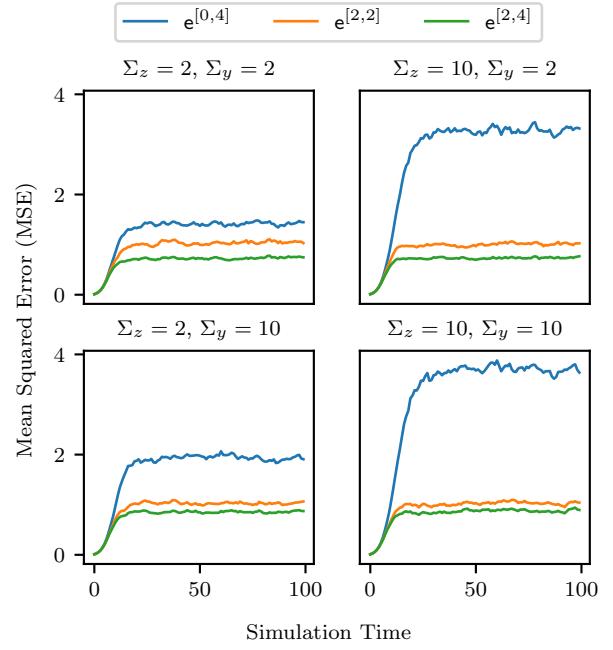 e^[0,4] e^[2,2] e^[2,4]
Σ_z = 2, Σ_y = 2 Σ_z = 10, Σ_y = 2
4
2
0
Σ_z = 2, Σ_y = 10 Σ_z = 10, Σ_y = 10
4
2
0
0 50 100 0 50 100
Mean Squared Error (MSE)
Simulation Time